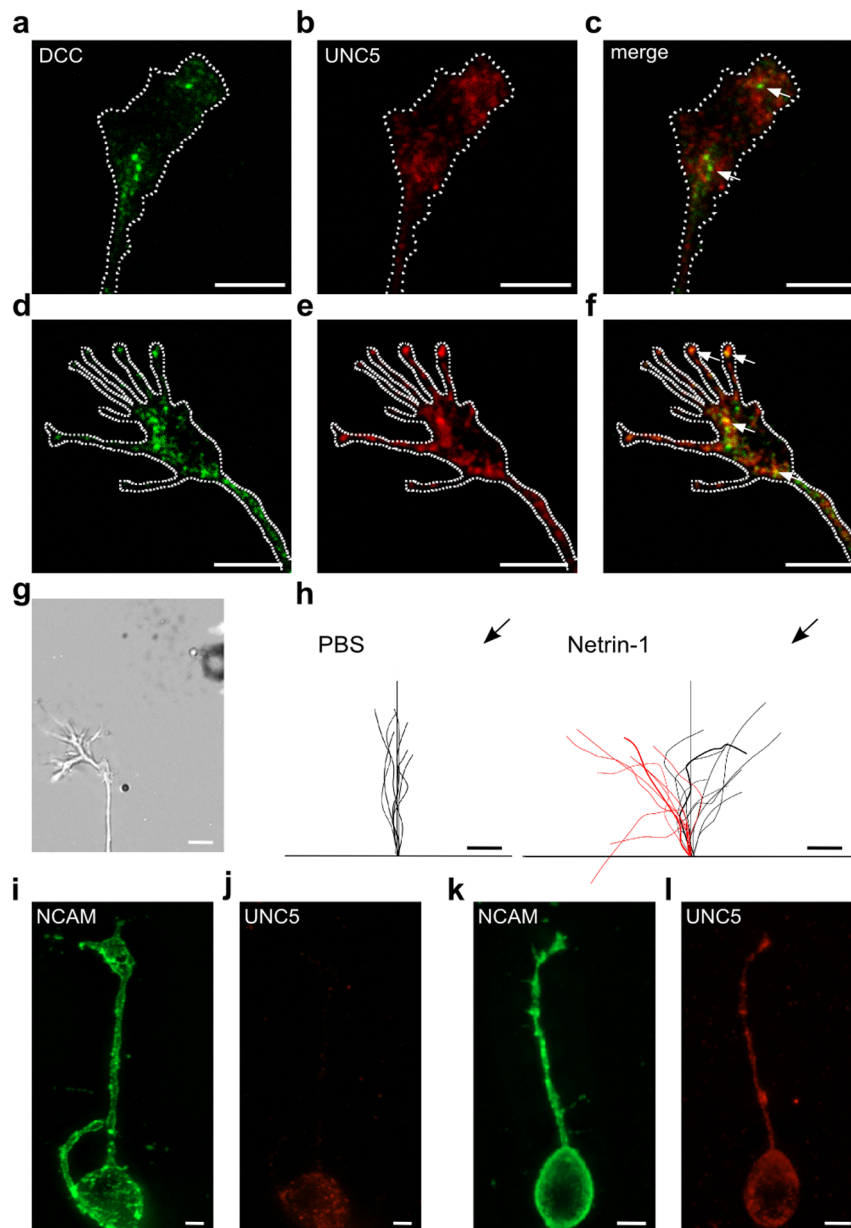 a b c
DCC UNC5 merge
d e f
g h
PBS Netrin-1
i j k l
NCAM UNC5 NCAM UNC5